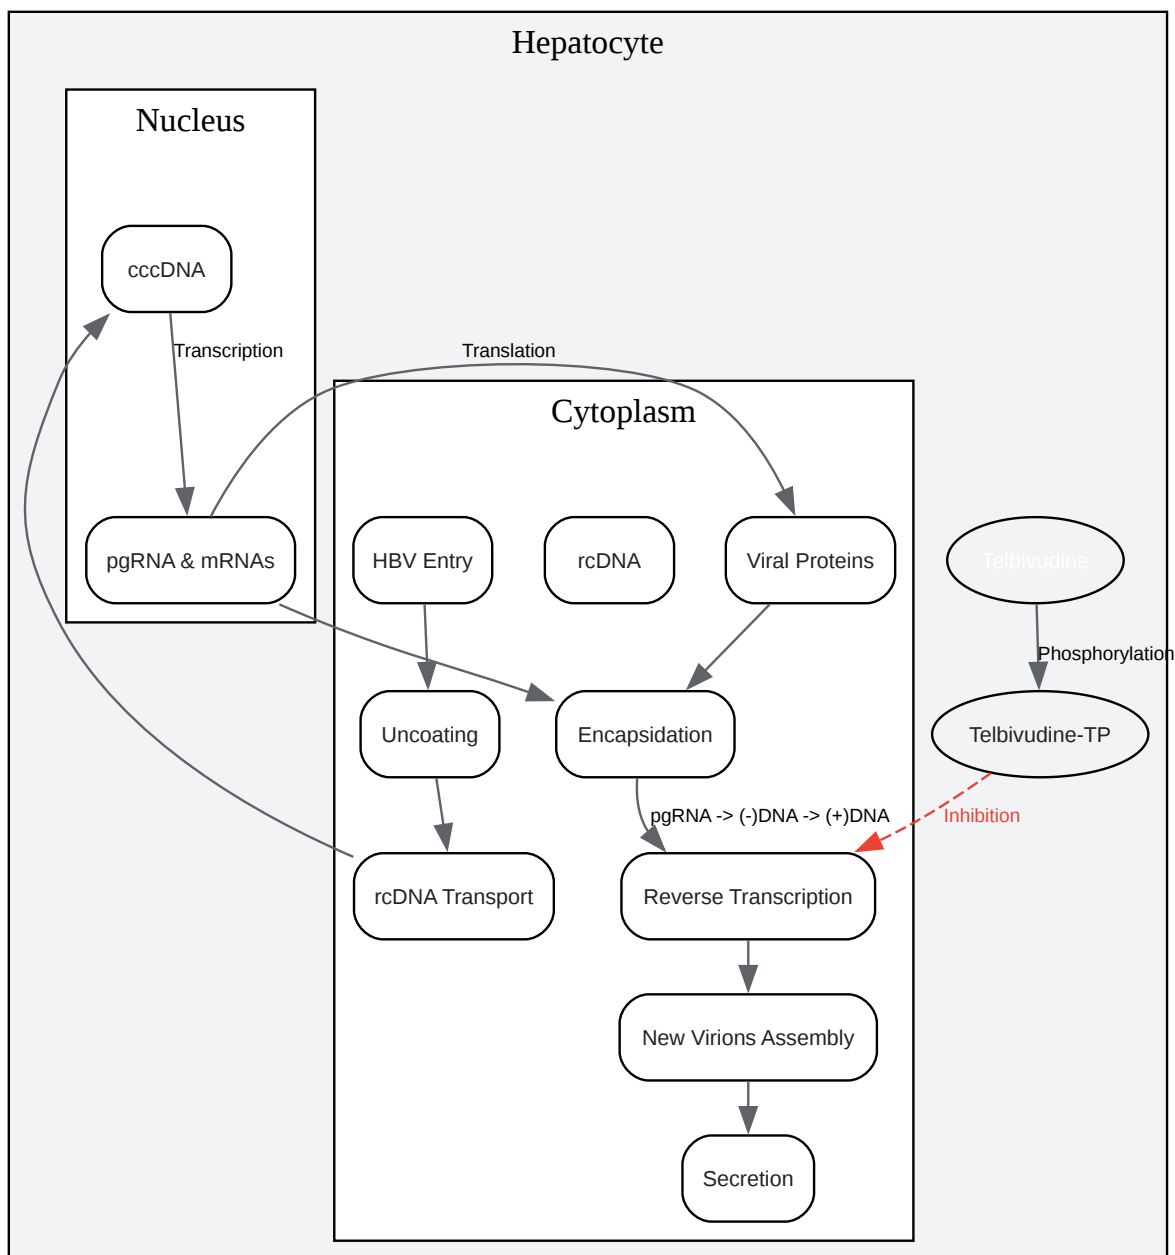 Hepatocyte
Nucleus
cccDNA
Transcription
Translation
Cytoplasm
pgRNA & mRNAs
HBV Entry
rcDNA
Viral Proteins
Telbivudine
Phosphorylation
Uncoating
Encapsidation
Telbivudine-TP
pgRNA -> (-)DNA -> (+)DNA
Inhibition
rcDNA Transport
Reverse Transcription
New Virions Assembly
Secretion